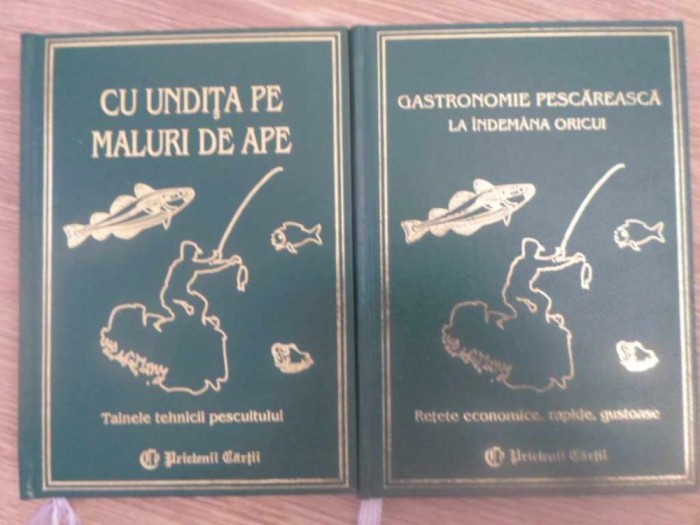 CU UNDIȚA PE
MALURI DE APE
Tainele tehnicii pescuitului
Prietenii Cărții
GASTRONOMIE PESCĂREASCĂ
LA ÎNDEMÂNA ORICUI
Rețete economice, rapide, gustoase
Prietenii Cărții